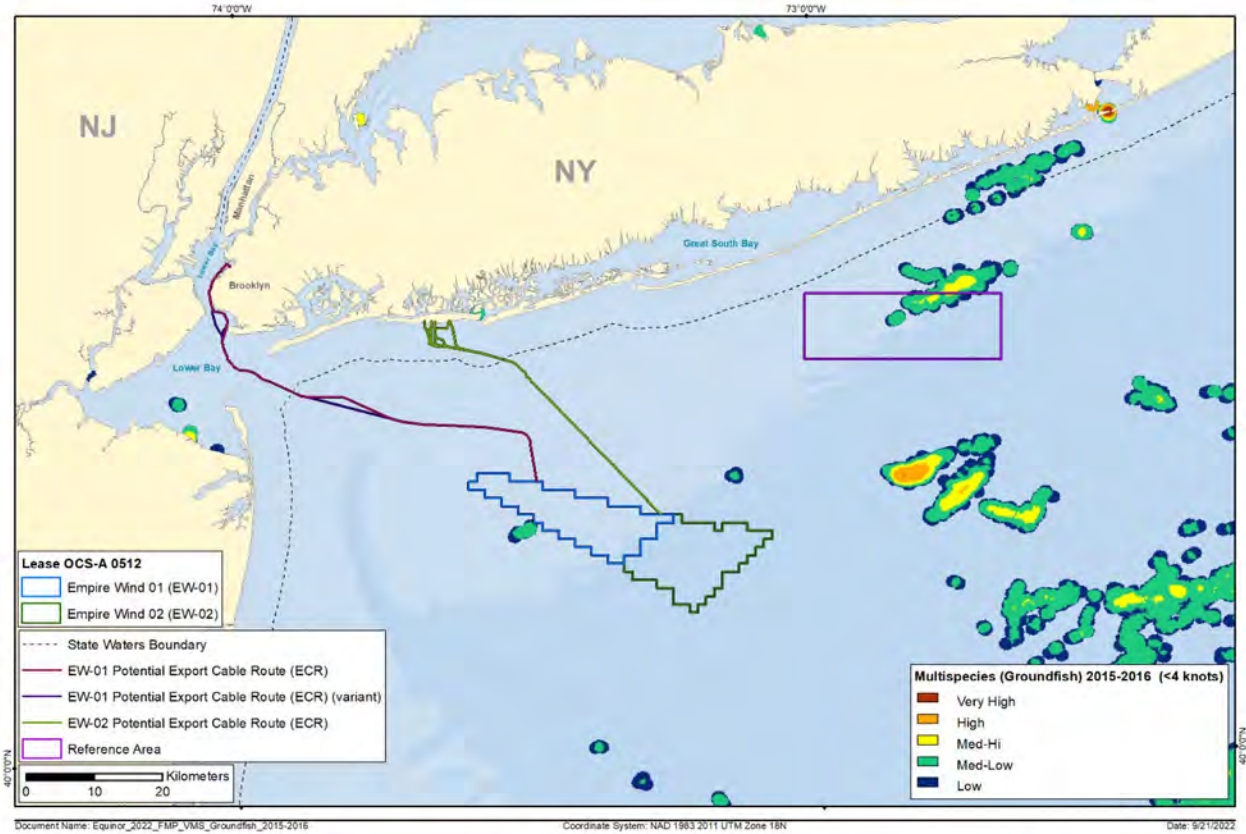 74°0'0"W
73°0'0"W
NJ
NY
Manhattan
Lower Bay
Brooklyn
Great South Bay
Lower Bay
Lease OCS-A 0512
Empire Wind 01 (EW-01)
Empire Wind 02 (EW-02)
State Waters Boundary
EW-01 Potential Export Cable Route (ECR)
EW-01 Potential Export Cable Route (ECR) (variant)
EW-02 Potential Export Cable Route (ECR)
Reference Area
Kilometers
0 10 20
Multispecies (Groundfish) 2015-2016 (<4 knots)
Very High
High
Med-Hi
Med-Low
Low
40°0'0"N
40°0'0"N
Document Name: Equinor_2022_FMP_VMS_Groundfish_2015-2016
Coordinate System: NAD 1983 2011 UTM Zone 18N
Date: 9/21/2022